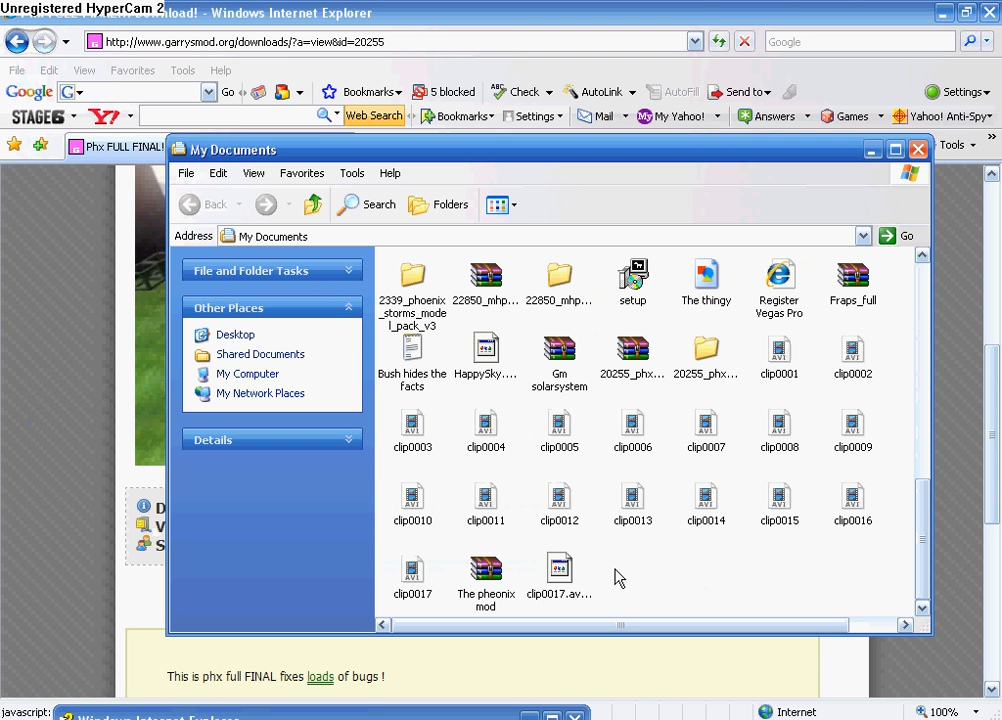 Unregistered HyperCam 2
Download! - Windows Internet Explorer
http://www.garrysmod.org/downloads/?a=view&id=20255
Google
File Edit View Favorites Tools Help
Google G Go 5 blocked Bookmarks ABC Check AutoLink AutoFill Send to Settings
STAGE6 Y! Web Search Bookmarks Settings Mail My Yahoo! Answers Games Yahoo! Anti-Spy
Phx FULL FINAL! Tools
My Documents
File Edit View Favorites Tools Help
Back Search Folders
Address My Documents Go
File and Folder Tasks
Other Places
Desktop
Shared Documents
My Computer
My Network Places
Details
2339_phoenix
_storms_mode
l_pack_v3
22850_mhp...
22850_mhp...
setup
The thingy
Register
Vegas Pro
Fraps_full
Bush hides the
facts
HappySky....
Gm
solarsystem
20255_phx...
20255_phx...
clip0001
clip0002
clip0003
clip0004
clip0005
clip0006
clip0007
clip0008
clip0009
clip0010
clip0011
clip0012
clip0013
clip0014
clip0015
clip0016
clip0017
The pheonix
mod
clip0017.av...
D
V
S
This is phx full FINAL fixes loads of bugs !
javascript: Windows Internet Explorer Internet 100%